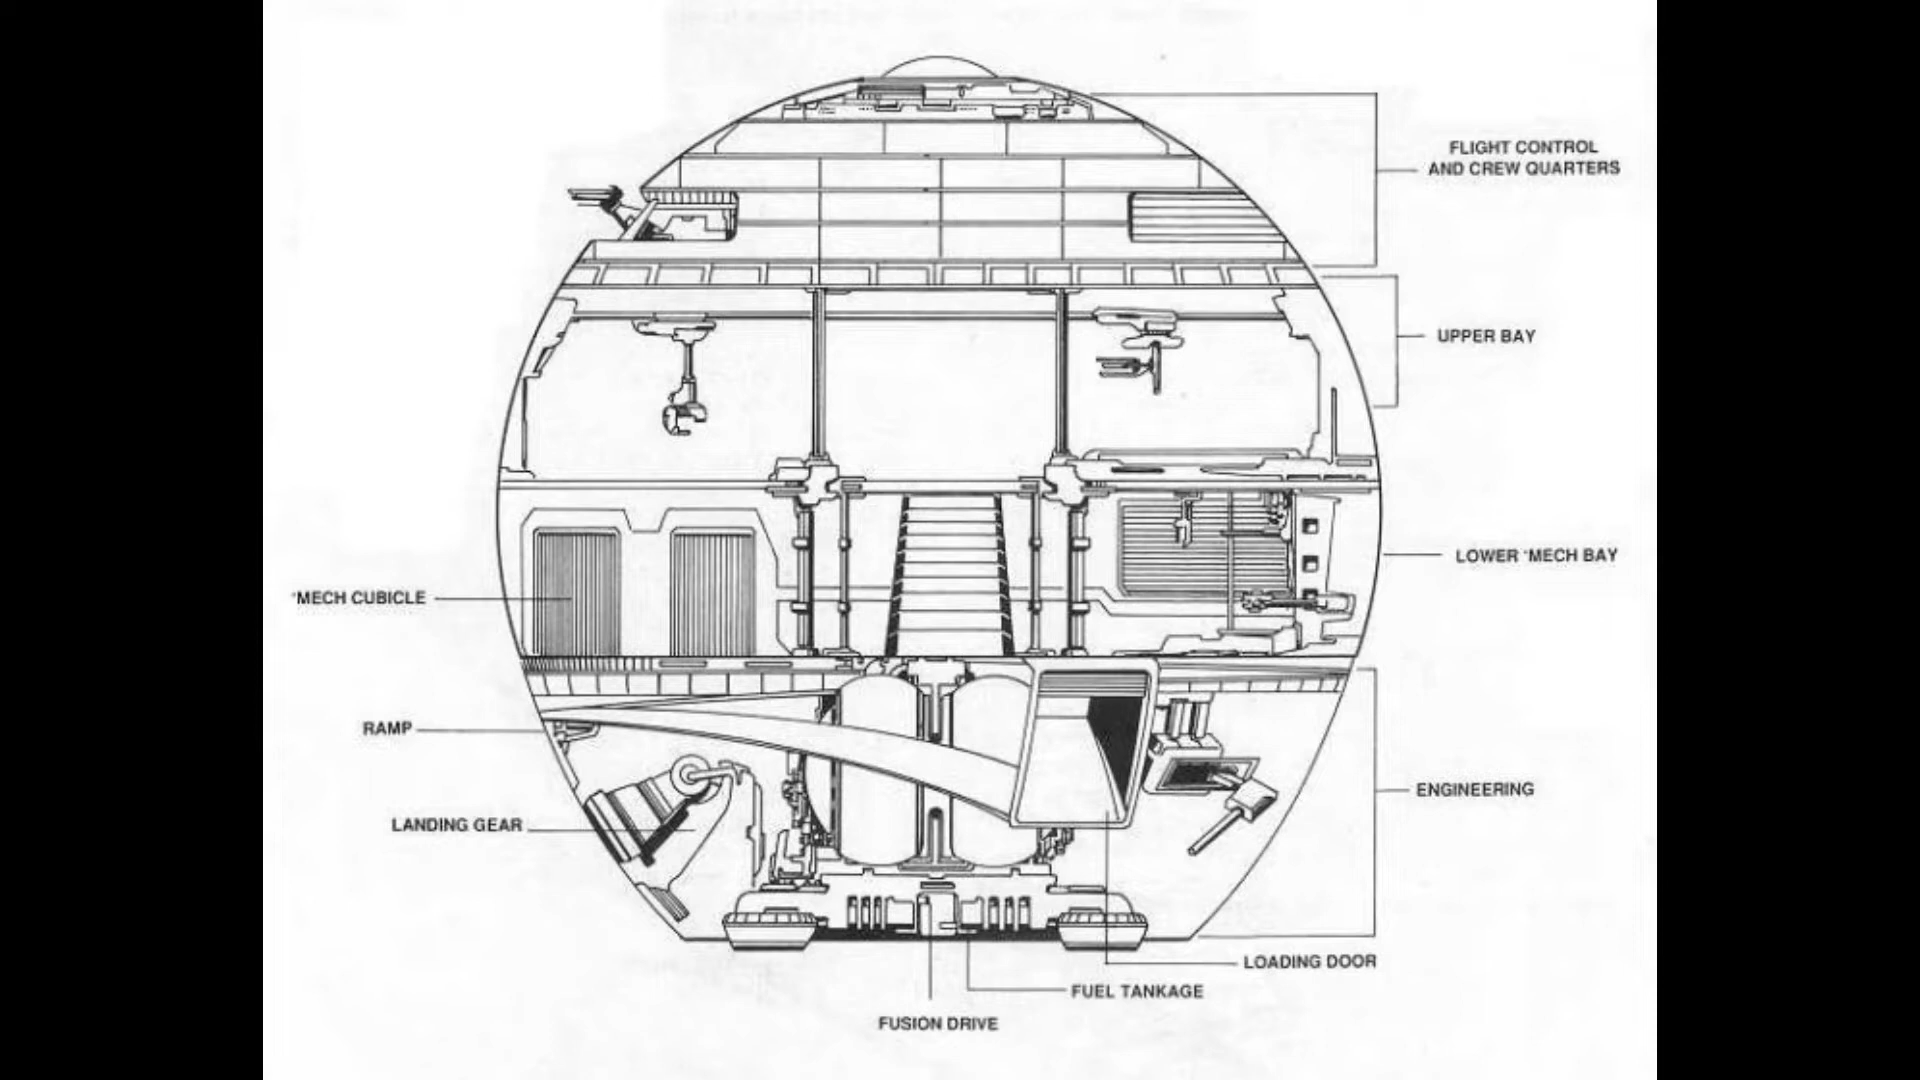 FLIGHT CONTROL
AND CREW QUARTERS
UPPER BAY
LOWER 'MECH BAY
'MECH CUBICLE
RAMP
LANDING GEAR
ENGINEERING
LOADING DOOR
FUEL TANKAGE
FUSION DRIVE